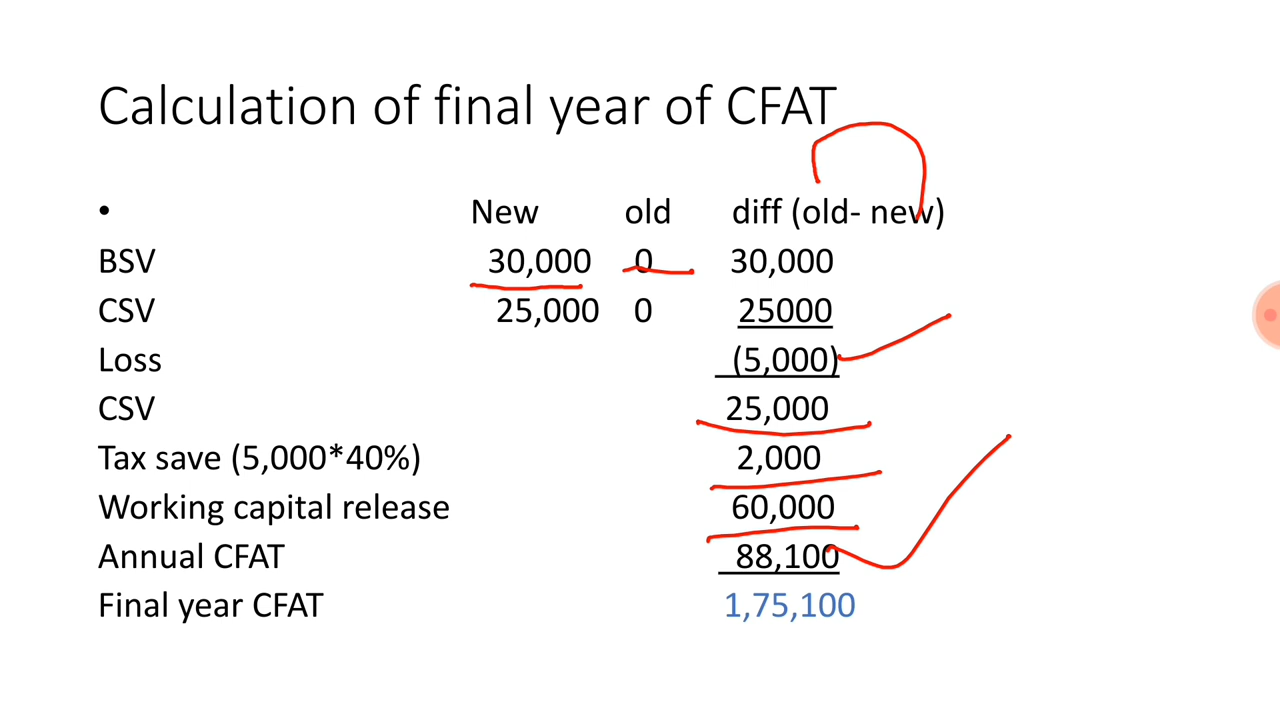 Calculation of final year of CFAT
• New old diff (old- new)
BSV 30,000 0 30,000
CSV 25,000 0 25000
Loss (5,000)
CSV 25,000
Tax save (5,000*40%) 2,000
Working capital release 60,000
Annual CFAT 88,100
Final year CFAT 1,75,100